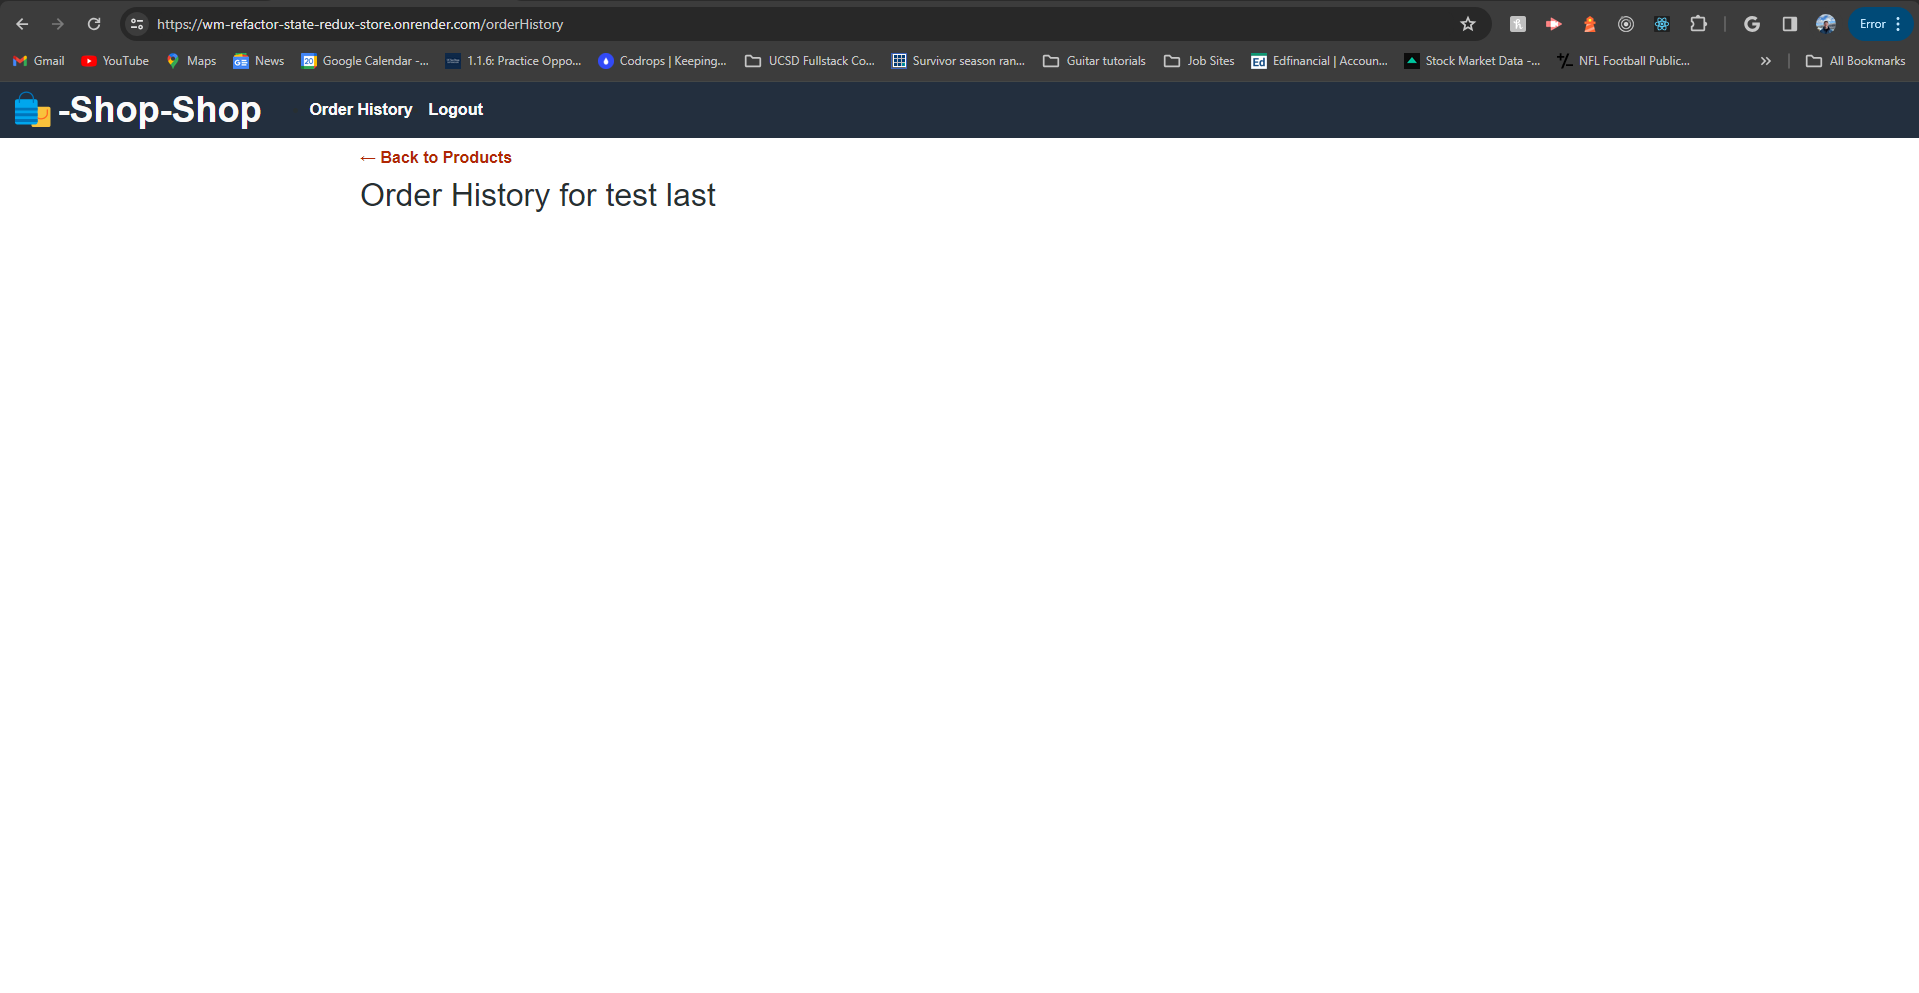 https://wm-refactor-state-redux-store.onrender.com/orderHistory
Error
Gmail YouTube Maps News Google Calendar -... 1.1.6: Practice Oppo... Codrops | Keeping... UCSD Fullstack Co... Survivor season ran... Guitar tutorials Job Sites Edfinancial | Accoun... Stock Market Data -... NFL Football Public... » All Bookmarks
-Shop-Shop Order History Logout
← Back to Products
Order History for test last